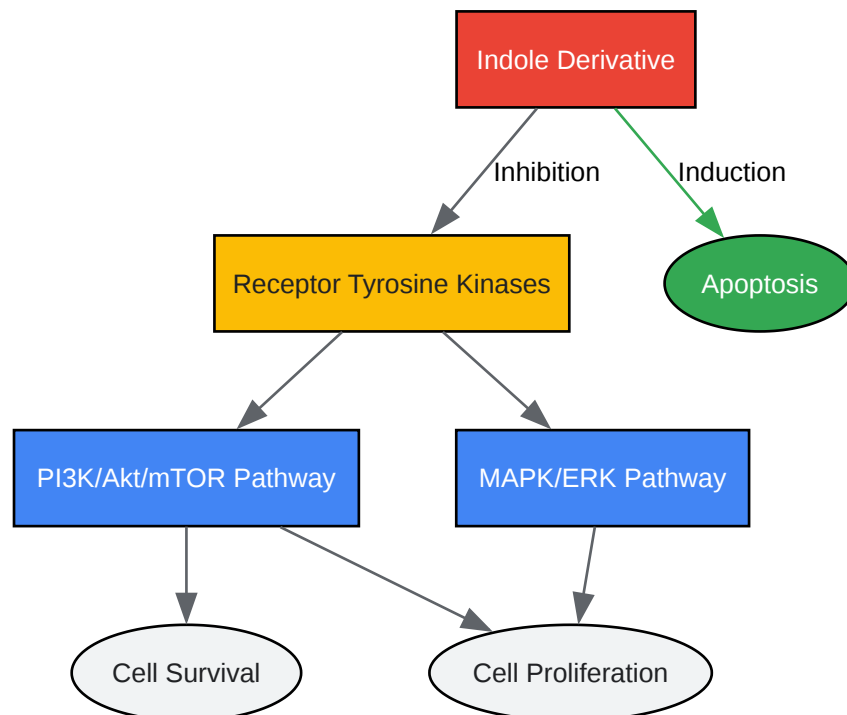 Indole Derivative
Inhibition
Induction
Receptor Tyrosine Kinases
Apoptosis
PI3K/Akt/mTOR Pathway
MAPK/ERK Pathway
Cell Survival
Cell Proliferation